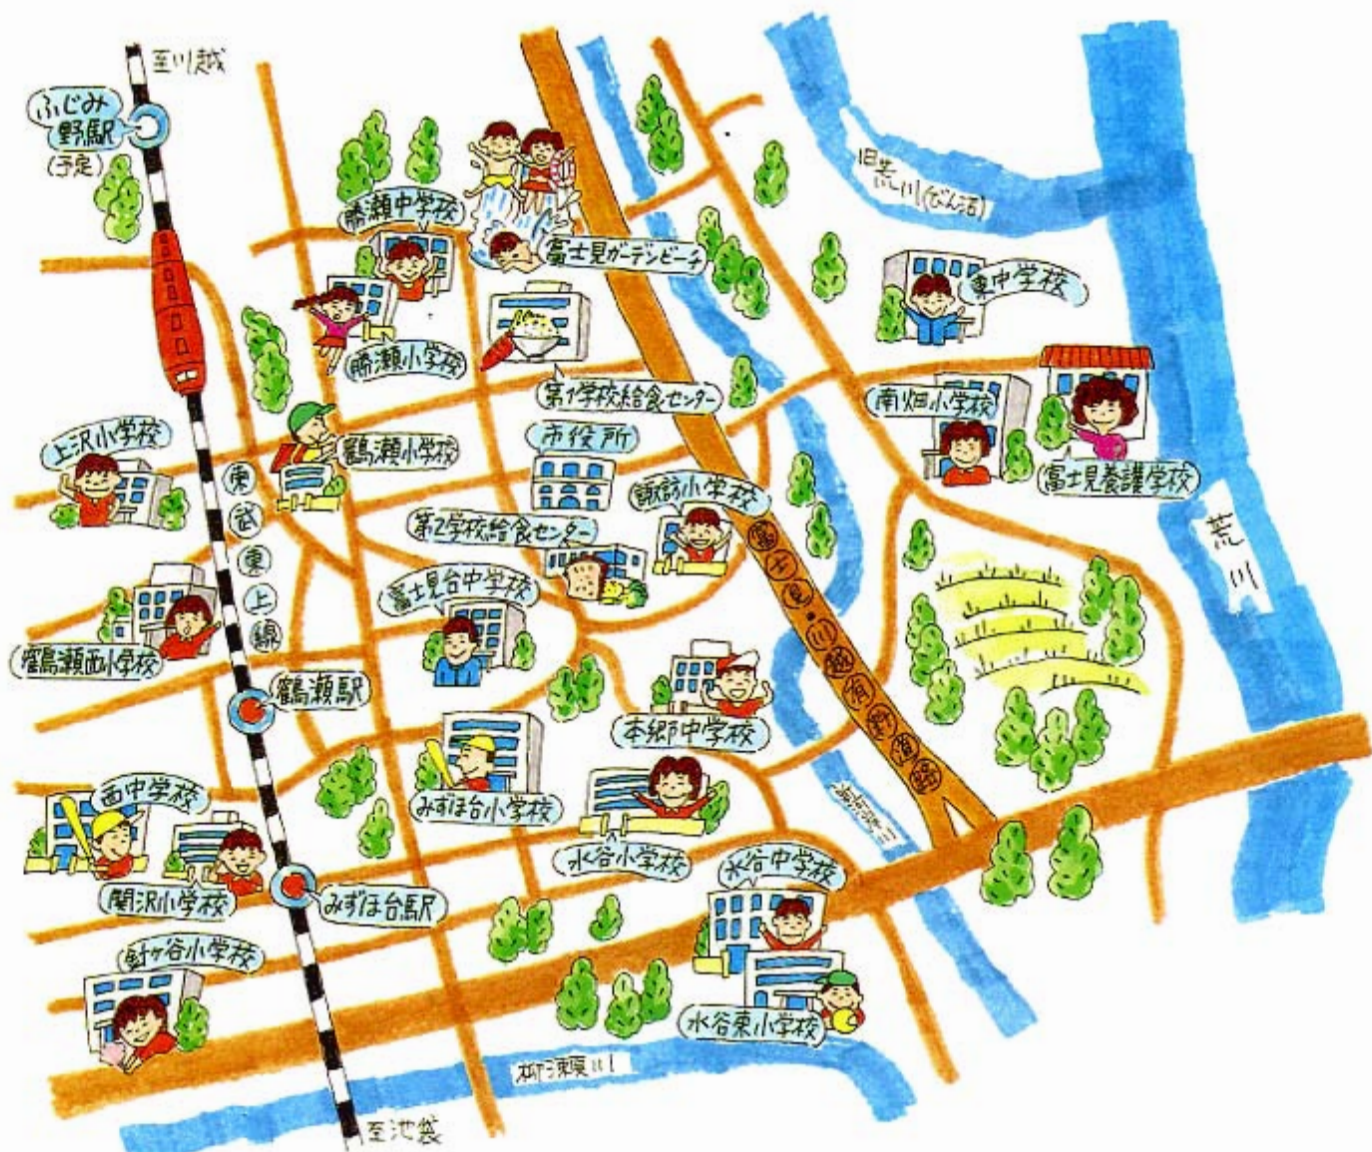 至川越
ふじみ
野駅
(予定)
勝瀬中学校
富士見ガーデンビーチ
旧荒川(びん沼)
東中学校
勝瀬小学校
第1学校給食センター
南畑小学校
富士見養護学校
上沢小学校
鶴瀬小学校
市役所
諏訪小学校
第2学校給食センター
東武東上線
富士見台中学校
富士見・川越有料道路
荒川
鶴瀬西小学校
鶴瀬駅
本郷中学校
西中学校
みずほ台小学校
水谷小学校
水谷中学校
関沢小学校
みずほ台駅
針ヶ谷小学校
水谷東小学校
柳瀬川
至池袋